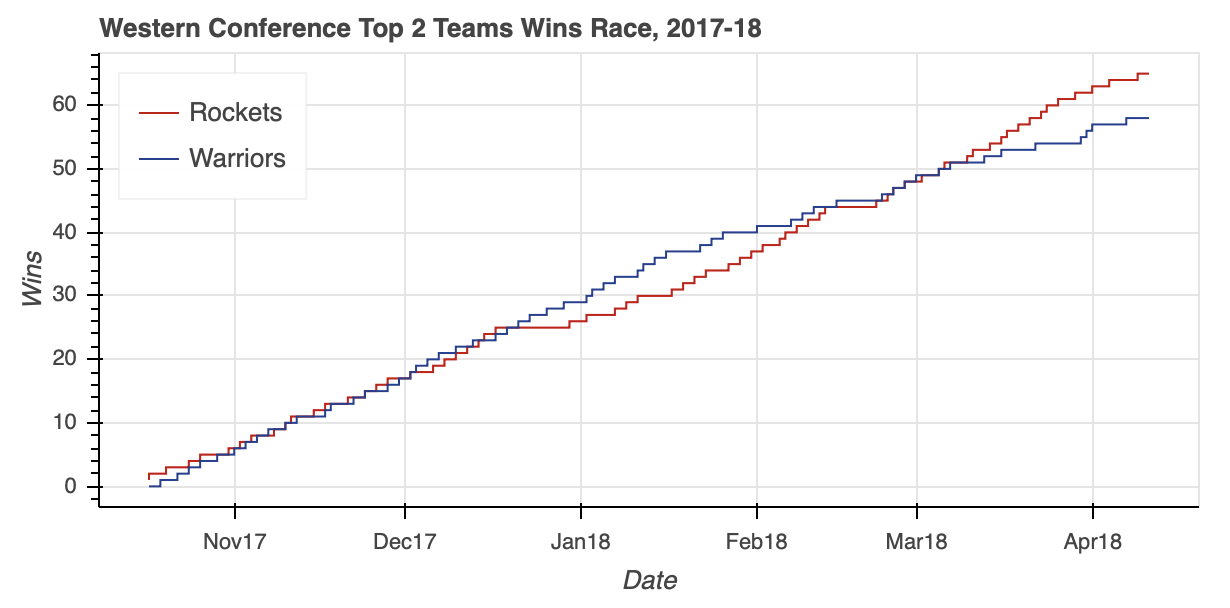 Western Conference Top 2 Teams Wins Race, 2017-18
Rockets
Warriors
60
50
40
30
20
10
0
Wins
Nov17 Dec17 Jan18 Feb18 Mar18 Apr18
Date